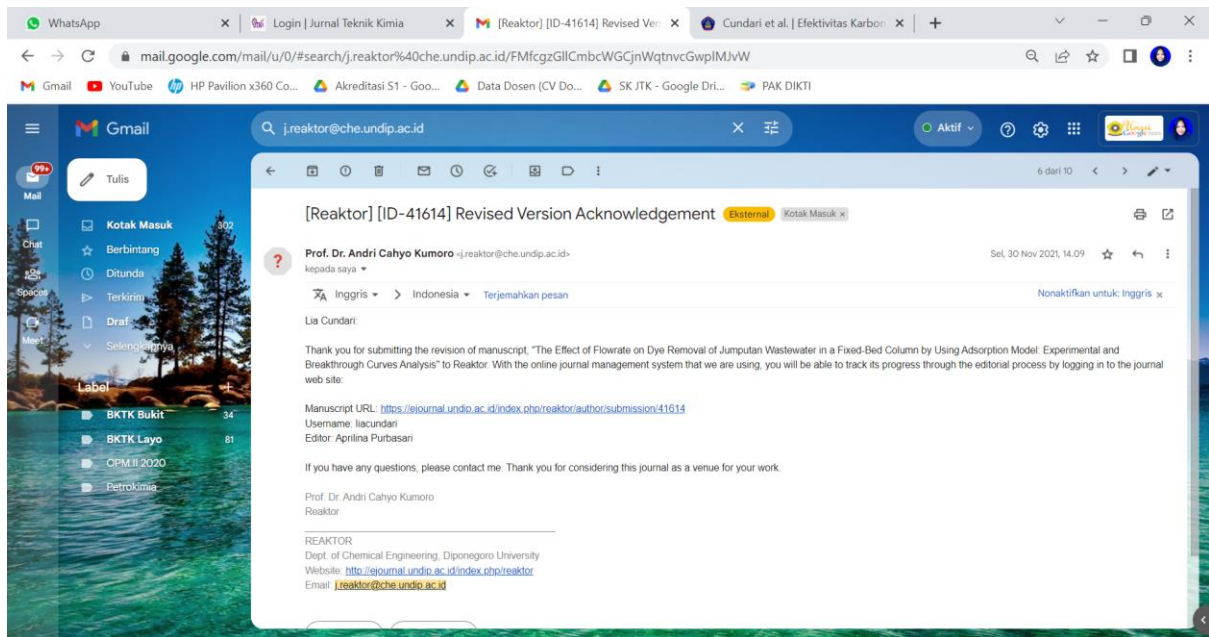 WhatsApp
Login | Jurnal Teknik Kimia
[Reaktor] [ID-41614] Revised Ver
Cundari et al. | Efektivitas Karbon
mail.google.com/mail/u/0/#search/j.reaktor%40che.undip.ac.id/FMfcgzGllCmbcWGCjnWqtnvcGwplMJvW
Gmail YouTube HP Pavilion x360 Co... Akreditasi S1 - Goo... Data Dosen (CV Do... SK JTK - Google Dri... PAK DIKTI
Gmail
j.reaktor@che.undip.ac.id
Aktif
99+
Mail
Chat
Spaces
Meet
Tulis
Kotak Masuk 302
Berbintang
Ditunda
Terkirim
Draf
Selengkapnya
Label
BKTK Bukit 34
BKTK Layo 81
OPM II 2020
Petrokimia
6 dari 10
[Reaktor] [ID-41614] Revised Version Acknowledgement Eksternal Kotak Masuk x
Prof. Dr. Andri Cahyo Kumoro <j.reaktor@che.undip.ac.id> Sel, 30 Nov 2021, 14.09
kepada saya
Inggris > Indonesia Terjemahkan pesan Nonaktifkan untuk: Inggris x
Lia Cundari:
Thank you for submitting the revision of manuscript, "The Effect of Flowrate on Dye Removal of Jumputan Wastewater in a Fixed-Bed Column by Using Adsorption Model: Experimental and
Breakthrough Curves Analysis" to Reaktor. With the online journal management system that we are using, you will be able to track its progress through the editorial process by logging in to the journal
web site:
Manuscript URL: https://ejournal.undip.ac.id/index.php/reaktor/author/submission/41614
Username: liacundari
Editor: Aprilina Purbasari
If you have any questions, please contact me. Thank you for considering this journal as a venue for your work.
Prof. Dr. Andri Cahyo Kumoro
Reaktor
REAKTOR
Dept. of Chemical Engineering, Diponegoro University
Website: http://ejournal.undip.ac.id/index.php/reaktor
Email: j.reaktor@che.undip.ac.id